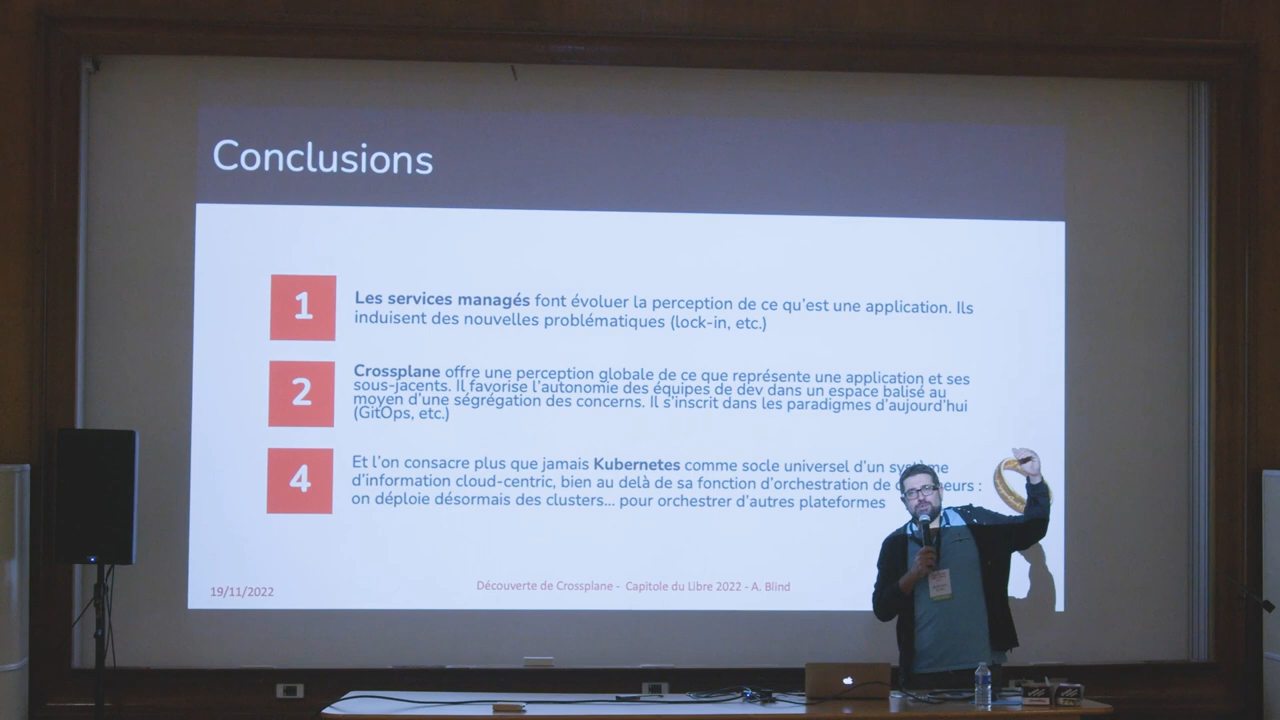 Conclusions
1
Les services managés font évoluer la perception de ce qu'est une application. Ils
induisent des nouvelles problématiques (lock-in, etc.)
2
Crossplane offre une perception globale de ce que représente une application et ses
sous-jacents. Il favorise l'autonomie des équipes de dev dans un espace balisé au
moyen d'une ségrégation des concerns. Il s'inscrit dans les paradigmes d'aujourd'hui
(GitOps, etc.)
4
Et l'on consacre plus que jamais Kubernetes comme socle universel d'un système
d'information cloud-centric, bien au delà de sa fonction d'orchestration de :
on déploie désormais des clusters... pour orchestrer d'autres plateformes
19/11/2022
Découverte de Crossplane - Capitole du Libre 2022 - A. Blind